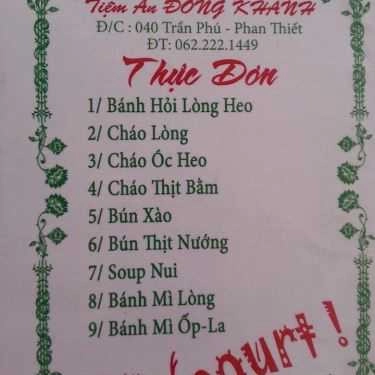 Tiệm Ăn ĐÔNG KHÁNH
Đ/C : 040 Trần Phú - Phan Thiết
ĐT: 062.222.1449
Thực Đơn
1/ Bánh Hỏi Lòng Heo
2/ Cháo Lòng
3/ Cháo Óc Heo
4/ Cháo Thịt Bằm
5/ Bún Xào
6/ Bún Thịt Nướng
7/ Soup Nui
8/ Bánh Mì Lòng
9/ Bánh Mì Ốp-La